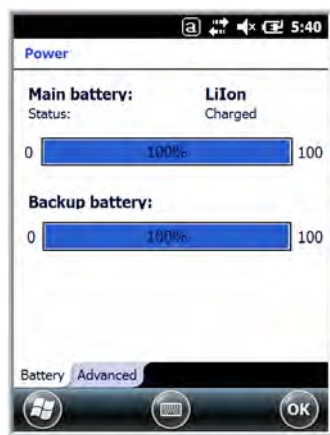 a 5:40
Power
Main battery: LiIon
Status: Charged
0 100% 100
Backup battery:
0 100% 100
Battery Advanced
OK